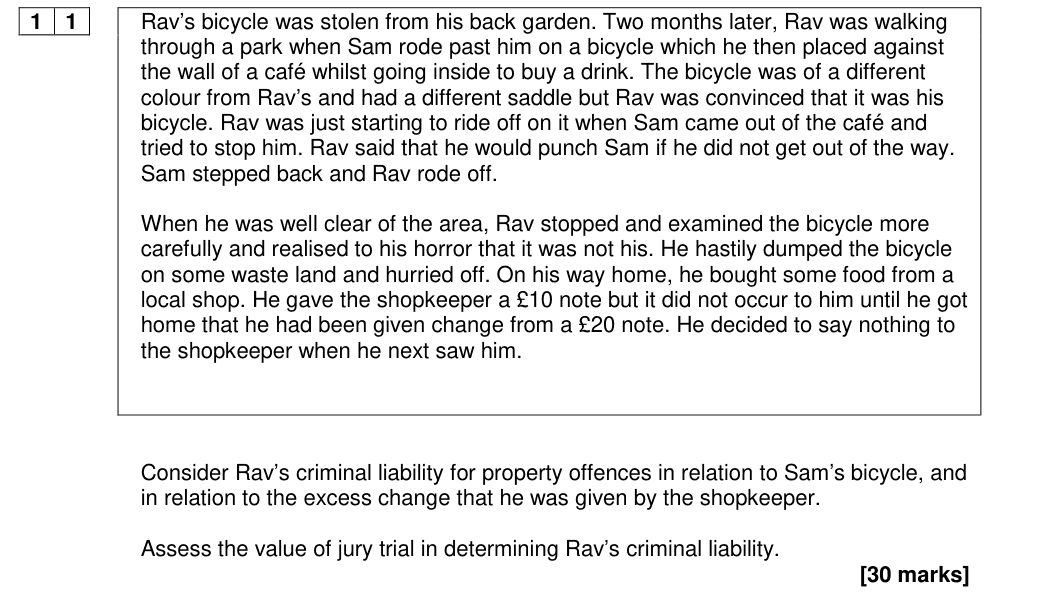 1 1
Rav's bicycle was stolen from his back garden. Two months later, Rav was walking
through a park when Sam rode past him on a bicycle which he then placed against
the wall of a café whilst going inside to buy a drink. The bicycle was of a different
colour from Rav's and had a different saddle but Rav was convinced that it was his
bicycle. Rav was just starting to ride off on it when Sam came out of the café and
tried to stop him. Rav said that he would punch Sam if he did not get out of the way.
Sam stepped back and Rav rode off.
When he was well clear of the area, Rav stopped and examined the bicycle more
carefully and realised to his horror that it was not his. He hastily dumped the bicycle
on some waste land and hurried off. On his way home, he bought some food from a
local shop. He gave the shopkeeper a £10 note but it did not occur to him until he got
home that he had been given change from a £20 note. He decided to say nothing to
the shopkeeper when he next saw him.
Consider Rav's criminal liability for property offences in relation to Sam's bicycle, and
in relation to the excess change that he was given by the shopkeeper.
Assess the value of jury trial in determining Rav's criminal liability.
[30 marks]